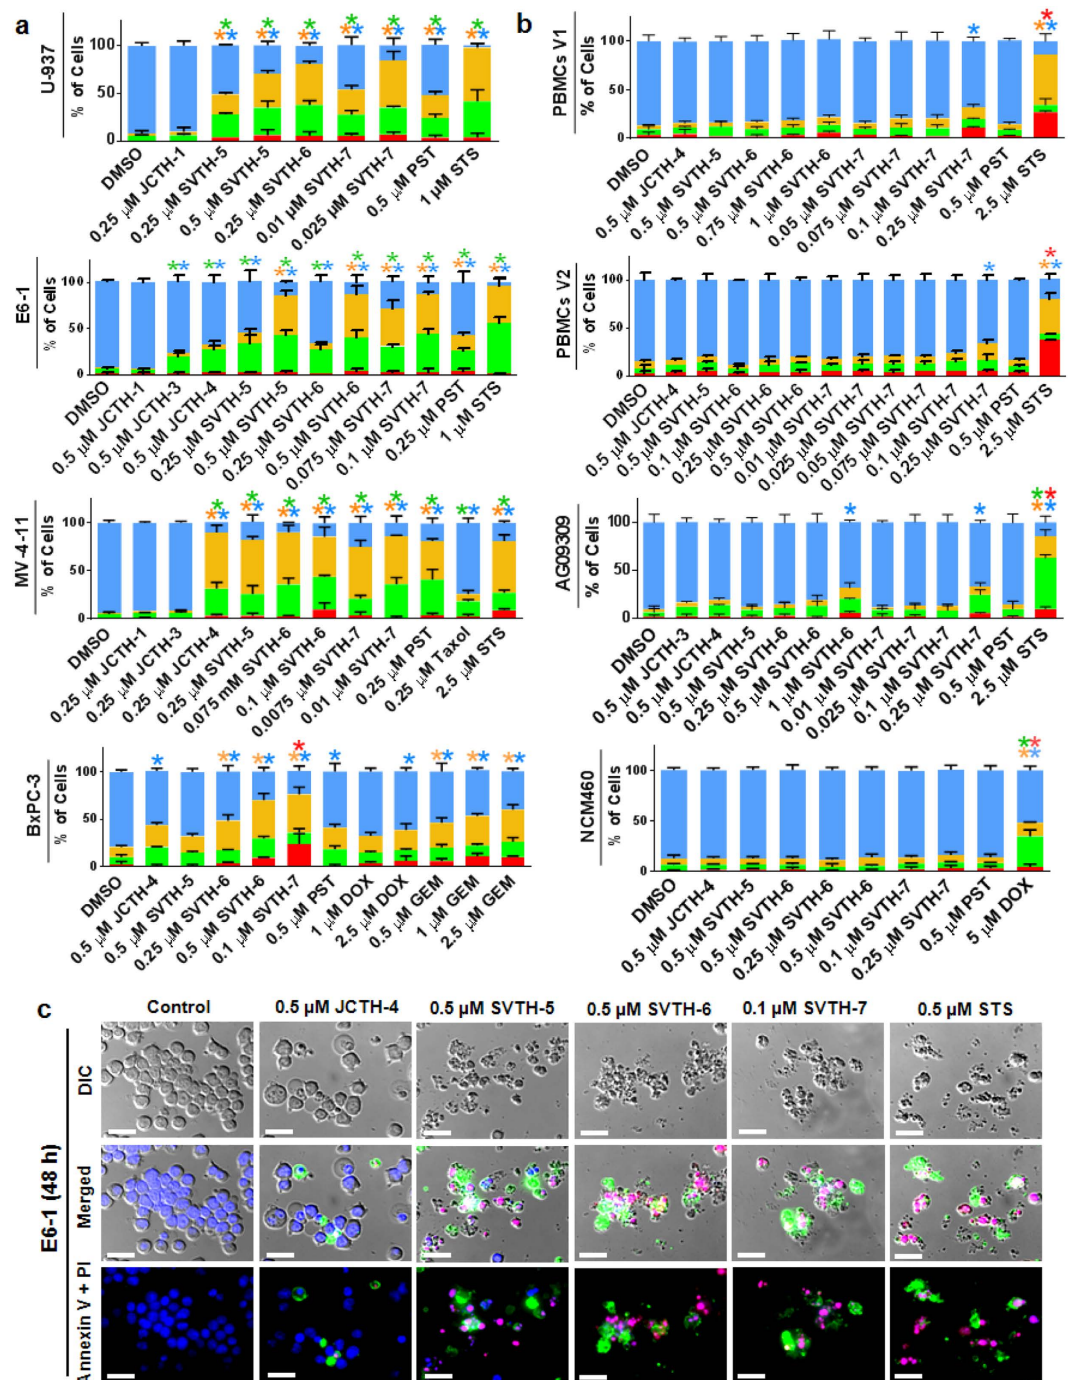 a
U-937
% of Cells
100
50
0
DMSO
0.25 µM JCTH-1
0.25 µM SVTH-5
0.5 µM SVTH-5
0.25 µM SVTH-6
0.01 µM SVTH-7
0.025 µM SVTH-7
0.5 µM PST
1 µM STS
E6-1
% of Cells
100
50
0
DMSO
0.5 µM JCTH-1
0.5 µM JCTH-3
0.5 µM JCTH-4
0.25 µM SVTH-5
0.5 µM SVTH-5
0.25 µM SVTH-6
0.5 µM SVTH-6
0.075 µM SVTH-7
0.1 µM SVTH-7
0.25 µM PST
1 µM STS
MV-4-11
% of Cells
100
50
0
DMSO
0.25 µM JCTH-1
0.25 µM JCTH-3
0.25 µM JCTH-4
0.25 µM SVTH-5
0.075 mM SVTH-6
0.1 µM SVTH-6
0.0075 µM SVTH-7
0.01 µM SVTH-7
0.25 µM PST
0.25 µM Taxol
2.5 µM STS
BxPC-3
% of Cells
100
50
0
DMSO
0.5 µM JCTH-4
0.5 µM SVTH-5
0.25 µM SVTH-6
0.5 µM SVTH-6
0.1 µM SVTH-7
0.5 µM PST
1 µM DOX
2.5 µM DOX
0.5 µM GEM
1 µM GEM
2.5 µM GEM
b
PBMCs V1
% of Cells
100
50
0
DMSO
0.5 µM JCTH-4
0.5 µM SVTH-5
0.5 µM SVTH-6
0.75 µM SVTH-6
1 µM SVTH-6
0.05 µM SVTH-7
0.075 µM SVTH-7
0.1 µM SVTH-7
0.25 µM SVTH-7
0.5 µM PST
2.5 µM STS
PBMCs V2
% of Cells
100
50
0
DMSO
0.5 µM JCTH-4
0.5 µM SVTH-5
0.1 µM SVTH-6
0.25 µM SVTH-6
0.5 µM SVTH-6
0.01 µM SVTH-7
0.025 µM SVTH-7
0.05 µM SVTH-7
0.075 µM SVTH-7
0.1 µM SVTH-7
0.25 µM SVTH-7
0.5 µM PST
2.5 µM STS
AG09309
% of Cells
100
50
0
DMSO
0.5 µM JCTH-3
0.5 µM JCTH-4
0.5 µM SVTH-5
0.25 µM SVTH-6
0.5 µM SVTH-6
1 µM SVTH-6
0.01 µM SVTH-7
0.025 µM SVTH-7
0.1 µM SVTH-7
0.25 µM SVTH-7
0.5 µM PST
2.5 µM STS
NCM460
% of Cells
100
50
0
DMSO
0.5 µM JCTH-4
0.5 µM SVTH-5
0.5 µM SVTH-6
0.25 µM SVTH-6
0.5 µM SVTH-6
0.1 µM SVTH-7
0.25 µM SVTH-7
0.5 µM PST
5 µM DOX
c
Control
0.5 µM JCTH-4
0.5 µM SVTH-5
0.5 µM SVTH-6
0.1 µM SVTH-7
0.5 µM STS
E6-1 (48 h)
DIC
Merged
Annexin V + PI